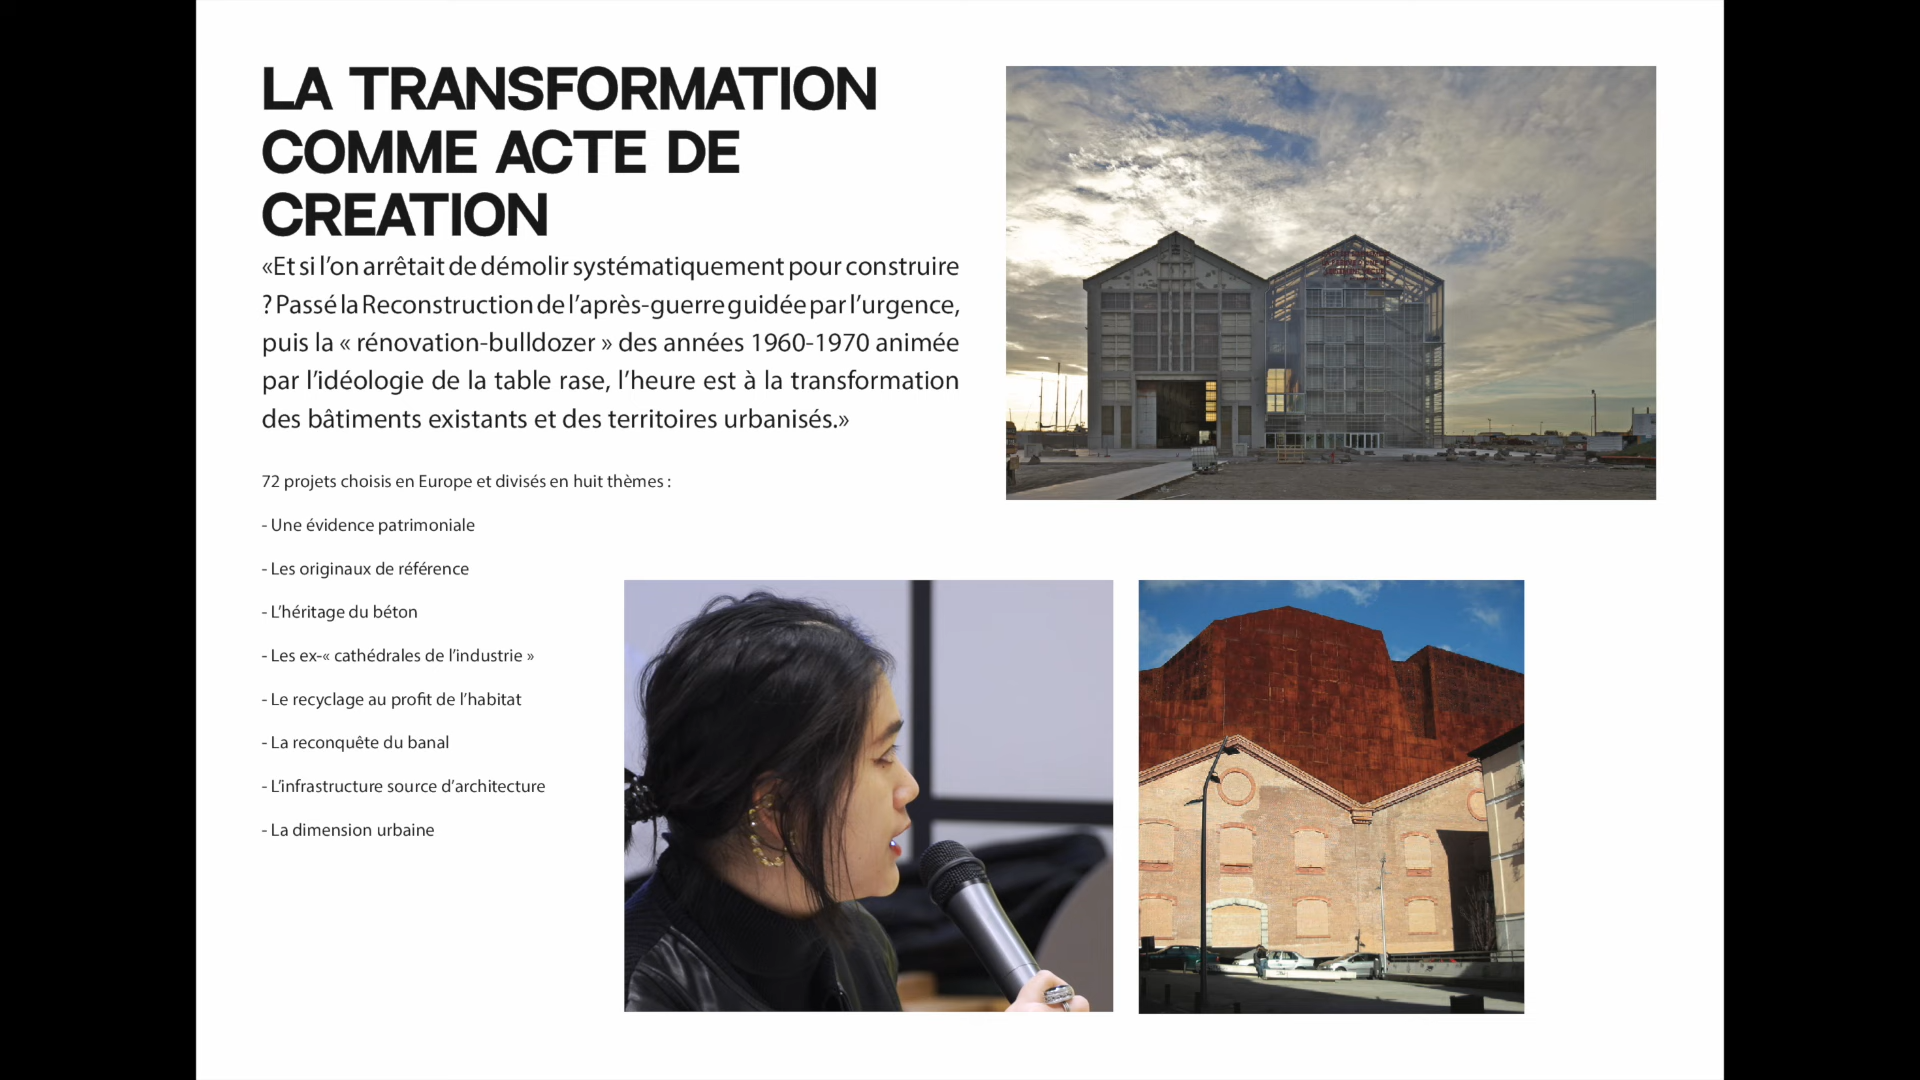 LA TRANSFORMATION
COMME ACTE DE
CREATION
«Et si l’on arrêtait de démolir systématiquement pour construire
? Passé la Reconstruction de l’après-guerre guidée par l’urgence,
puis la « rénovation-bulldozer » des années 1960-1970 animée
par l’idéologie de la table rase, l’heure est à la transformation
des bâtiments existants et des territoires urbanisés.»
72 projets choisis en Europe et divisés en huit thèmes :
- Une évidence patrimoniale
- Les originaux de référence
- L’héritage du béton
- Les ex-« cathédrales de l’industrie »
- Le recyclage au profit de l’habitat
- La reconquête du banal
- L’infrastructure source d’architecture
- La dimension urbaine